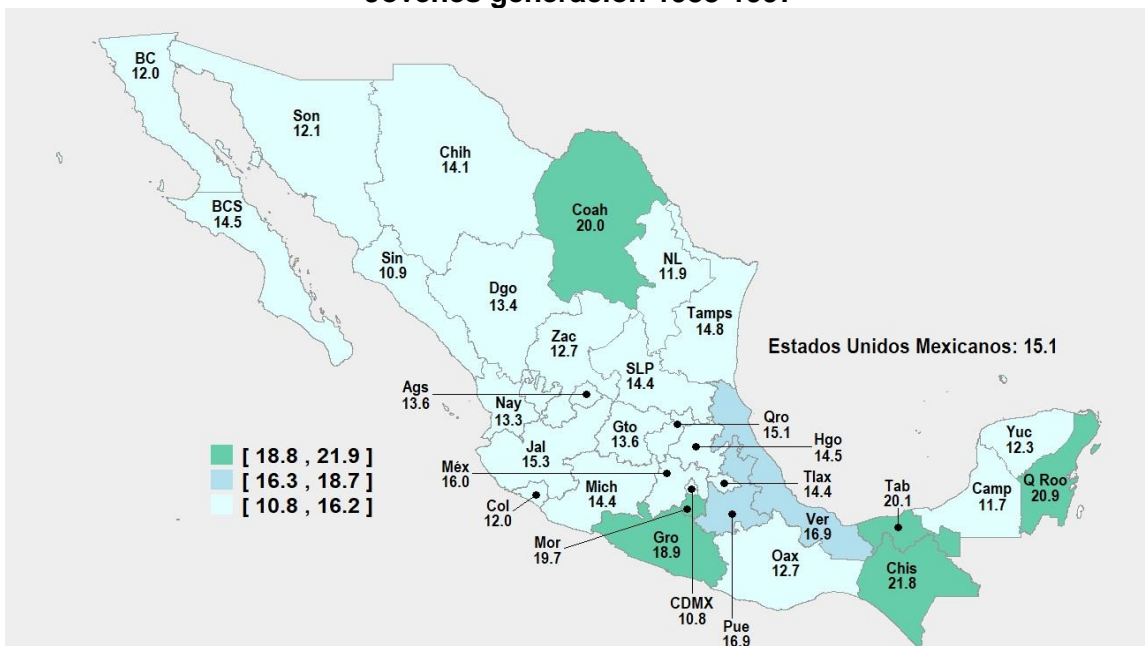 BC
12.0
Son
12.1
Chih
14.1
Coah
20.0
BCS
14.5
Sin
10.9
NL
11.9
Dgo
13.4
Tamps
14.8
Zac
12.7
Estados Unidos Mexicanos: 15.1
SLP
14.4
Ags
13.6
Nay
13.3
Qro
15.1
Gto
13.6
Hgo
14.5
Yuc
12.3
Jal
15.3
[ 18.8 , 21.9 ]
[ 16.3 , 18.7 ]
[ 10.8 , 16.2 ]
Méx
16.0
Tlax
14.4
Q Roo
20.9
Mich
14.4
Tab
20.1
Camp
11.7
Col
12.0
Ver
16.9
Mor
19.7
Gro
18.9
Oax
12.7
Chis
21.8
CDMX
10.8
Pue
16.9